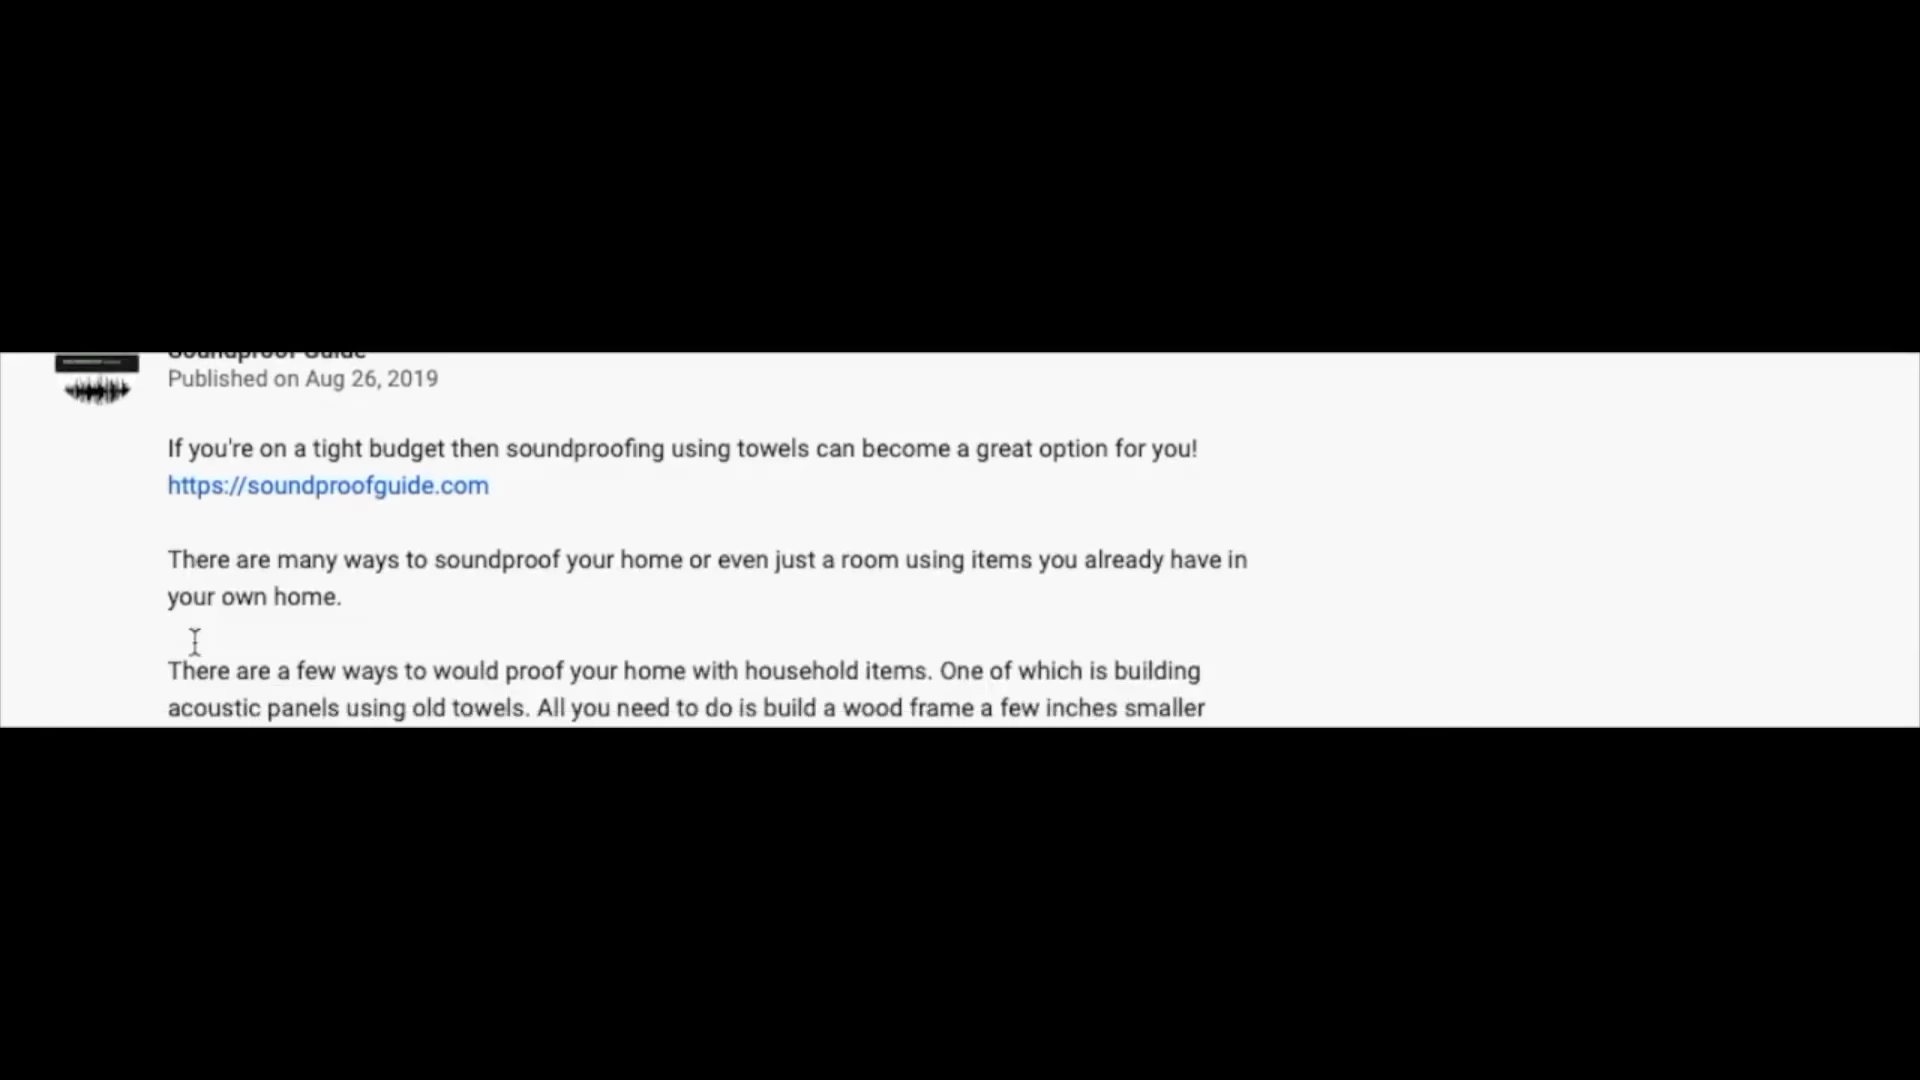 Soundproof Guide
Published on Aug 26, 2019
If you're on a tight budget then soundproofing using towels can become a great option for you!
https://soundproofguide.com
There are many ways to soundproof your home or even just a room using items you already have in
your own home.
There are a few ways to would proof your home with household items. One of which is building
acoustic panels using old towels. All you need to do is build a wood frame a few inches smaller